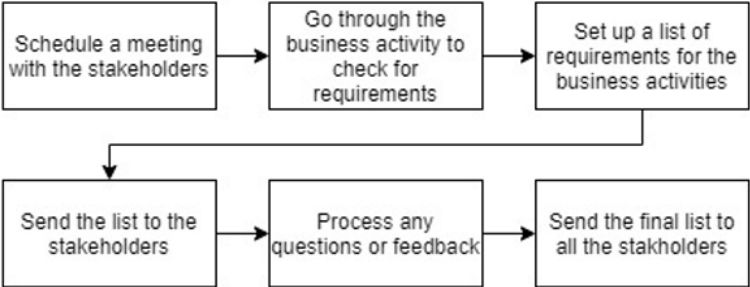 Schedule a meeting
with the stakeholders
Go through the
business activity to
check for
requirements
Set up a list of
requirements for the
business activities
Send the list to the
stakeholders
Process any
questions or feedback
Send the final list to
all the stakholders